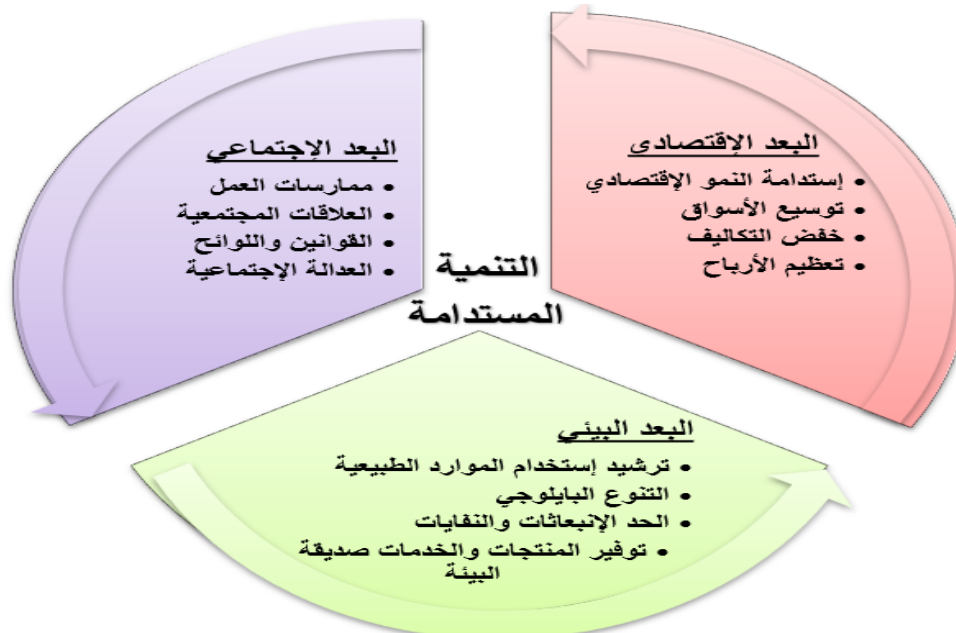 البعد الإقتصادى
• إستدامة النمو الإقتصادي
• توسيع الأسواق
• خفض التكاليف
• تعظيم الأرباح
البعد الإجتماعي
• ممارسات العمل
• العلاقات المجتمعية
• القوانين واللوائح
• العدالة الإجتماعية
التنمية
المستدامة
البعد البيئي
• ترشيد إستخدام الموارد الطبيعية
• التنوع البايلوجي
• الحد الإنبعاثات والنفايات
• توفير المنتجات والخدمات صديقة
البيئة